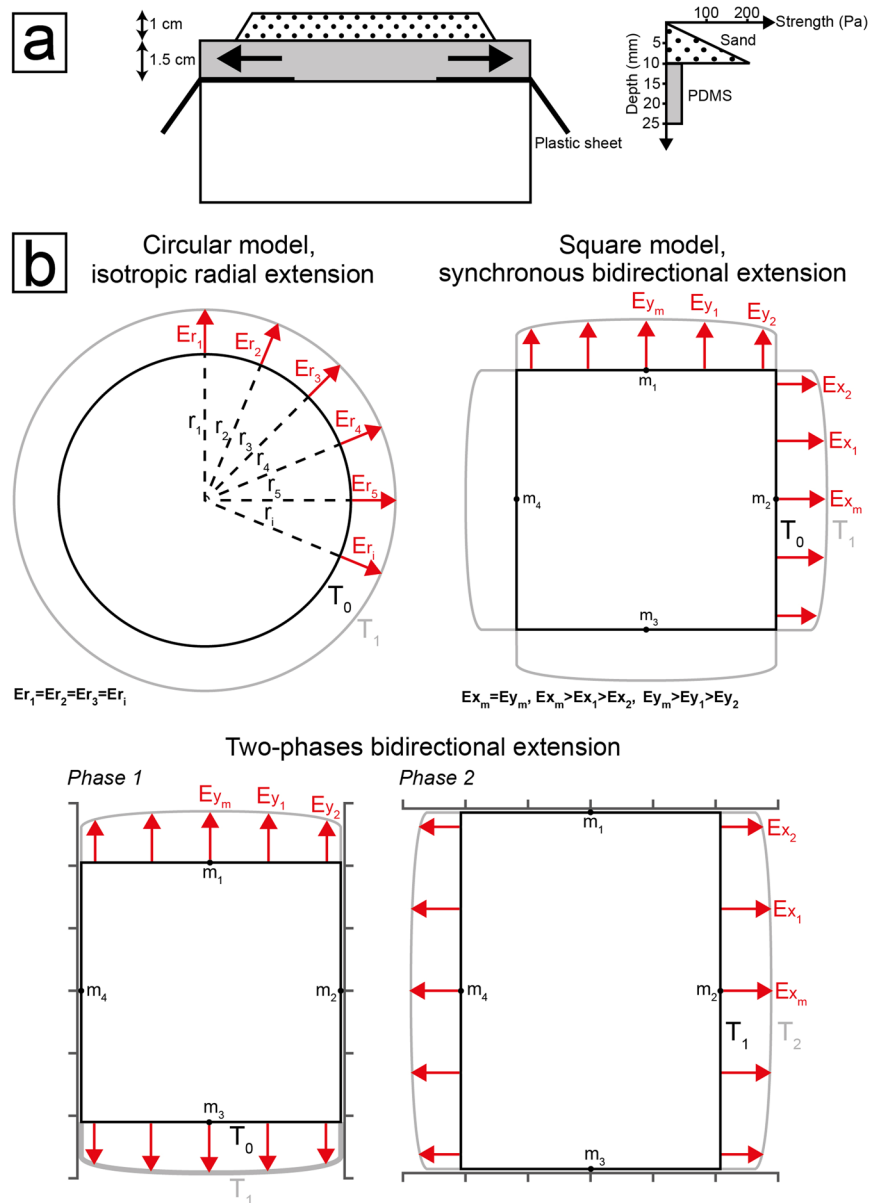 a
1 cm
1.5 cm
Plastic sheet
Strength (Pa)
100 200
Sand
PDMS
Depth (mm)
5
10
15
20
25
b
Circular model,
isotropic radial extension
Er1
Er2
Er3
Er4
Er5
Eri
r1
r2
r3
r4
r5
ri
T0
T1
Er1=Er2=Er3=Eri
Square model,
synchronous bidirectional extension
Eym Ey1 Ey2
m1
Ex2
Ex1
m4 m2 Exm
T0 T1
m3
Exm=Eym, Exm>Ex1>Ex2, Eym>Ey1>Ey2
Two-phases bidirectional extension
Phase 1
Eym Ey1 Ey2
m1
m4 m2
m3
T0
T1
Phase 2
m1
Ex2
Ex1
m4 m2 Exm
T1 T2
m3